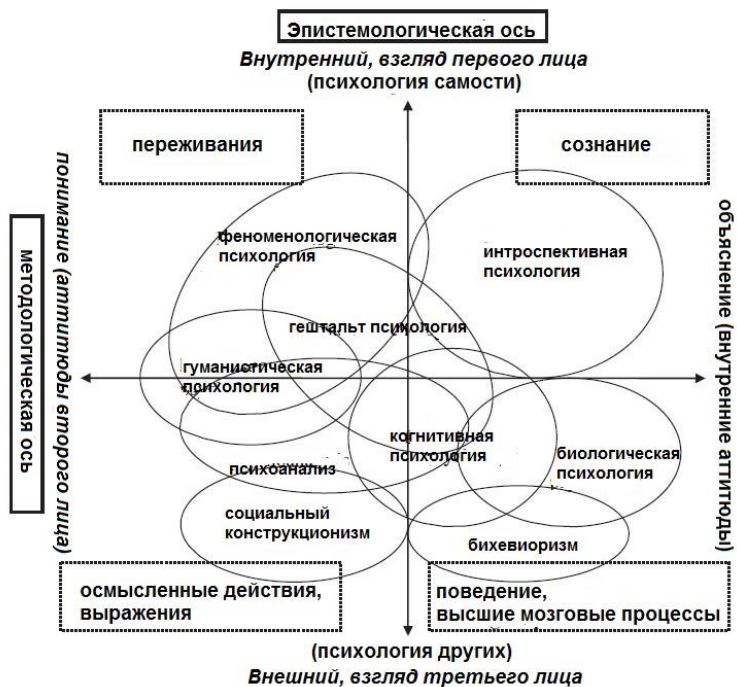 Эпистемологическая ось
Внутренний, взгляд первого лица
(психология самости)
переживания
сознание
методологическая ось
понимание (аттитюды второго лица)
объяснение (внутренние аттитюды)
феноменологическая
психология
интроспективная
психология
гештальт психология
гуманистическая
психология
когнитивная
психология
биологическая
психология
психоанализ
социальный
конструкционизм
бихевиоризм
осмысленные действия,
выражения
поведение,
высшие мозговые процессы
(психология других)
Внешний, взгляд третьего лица